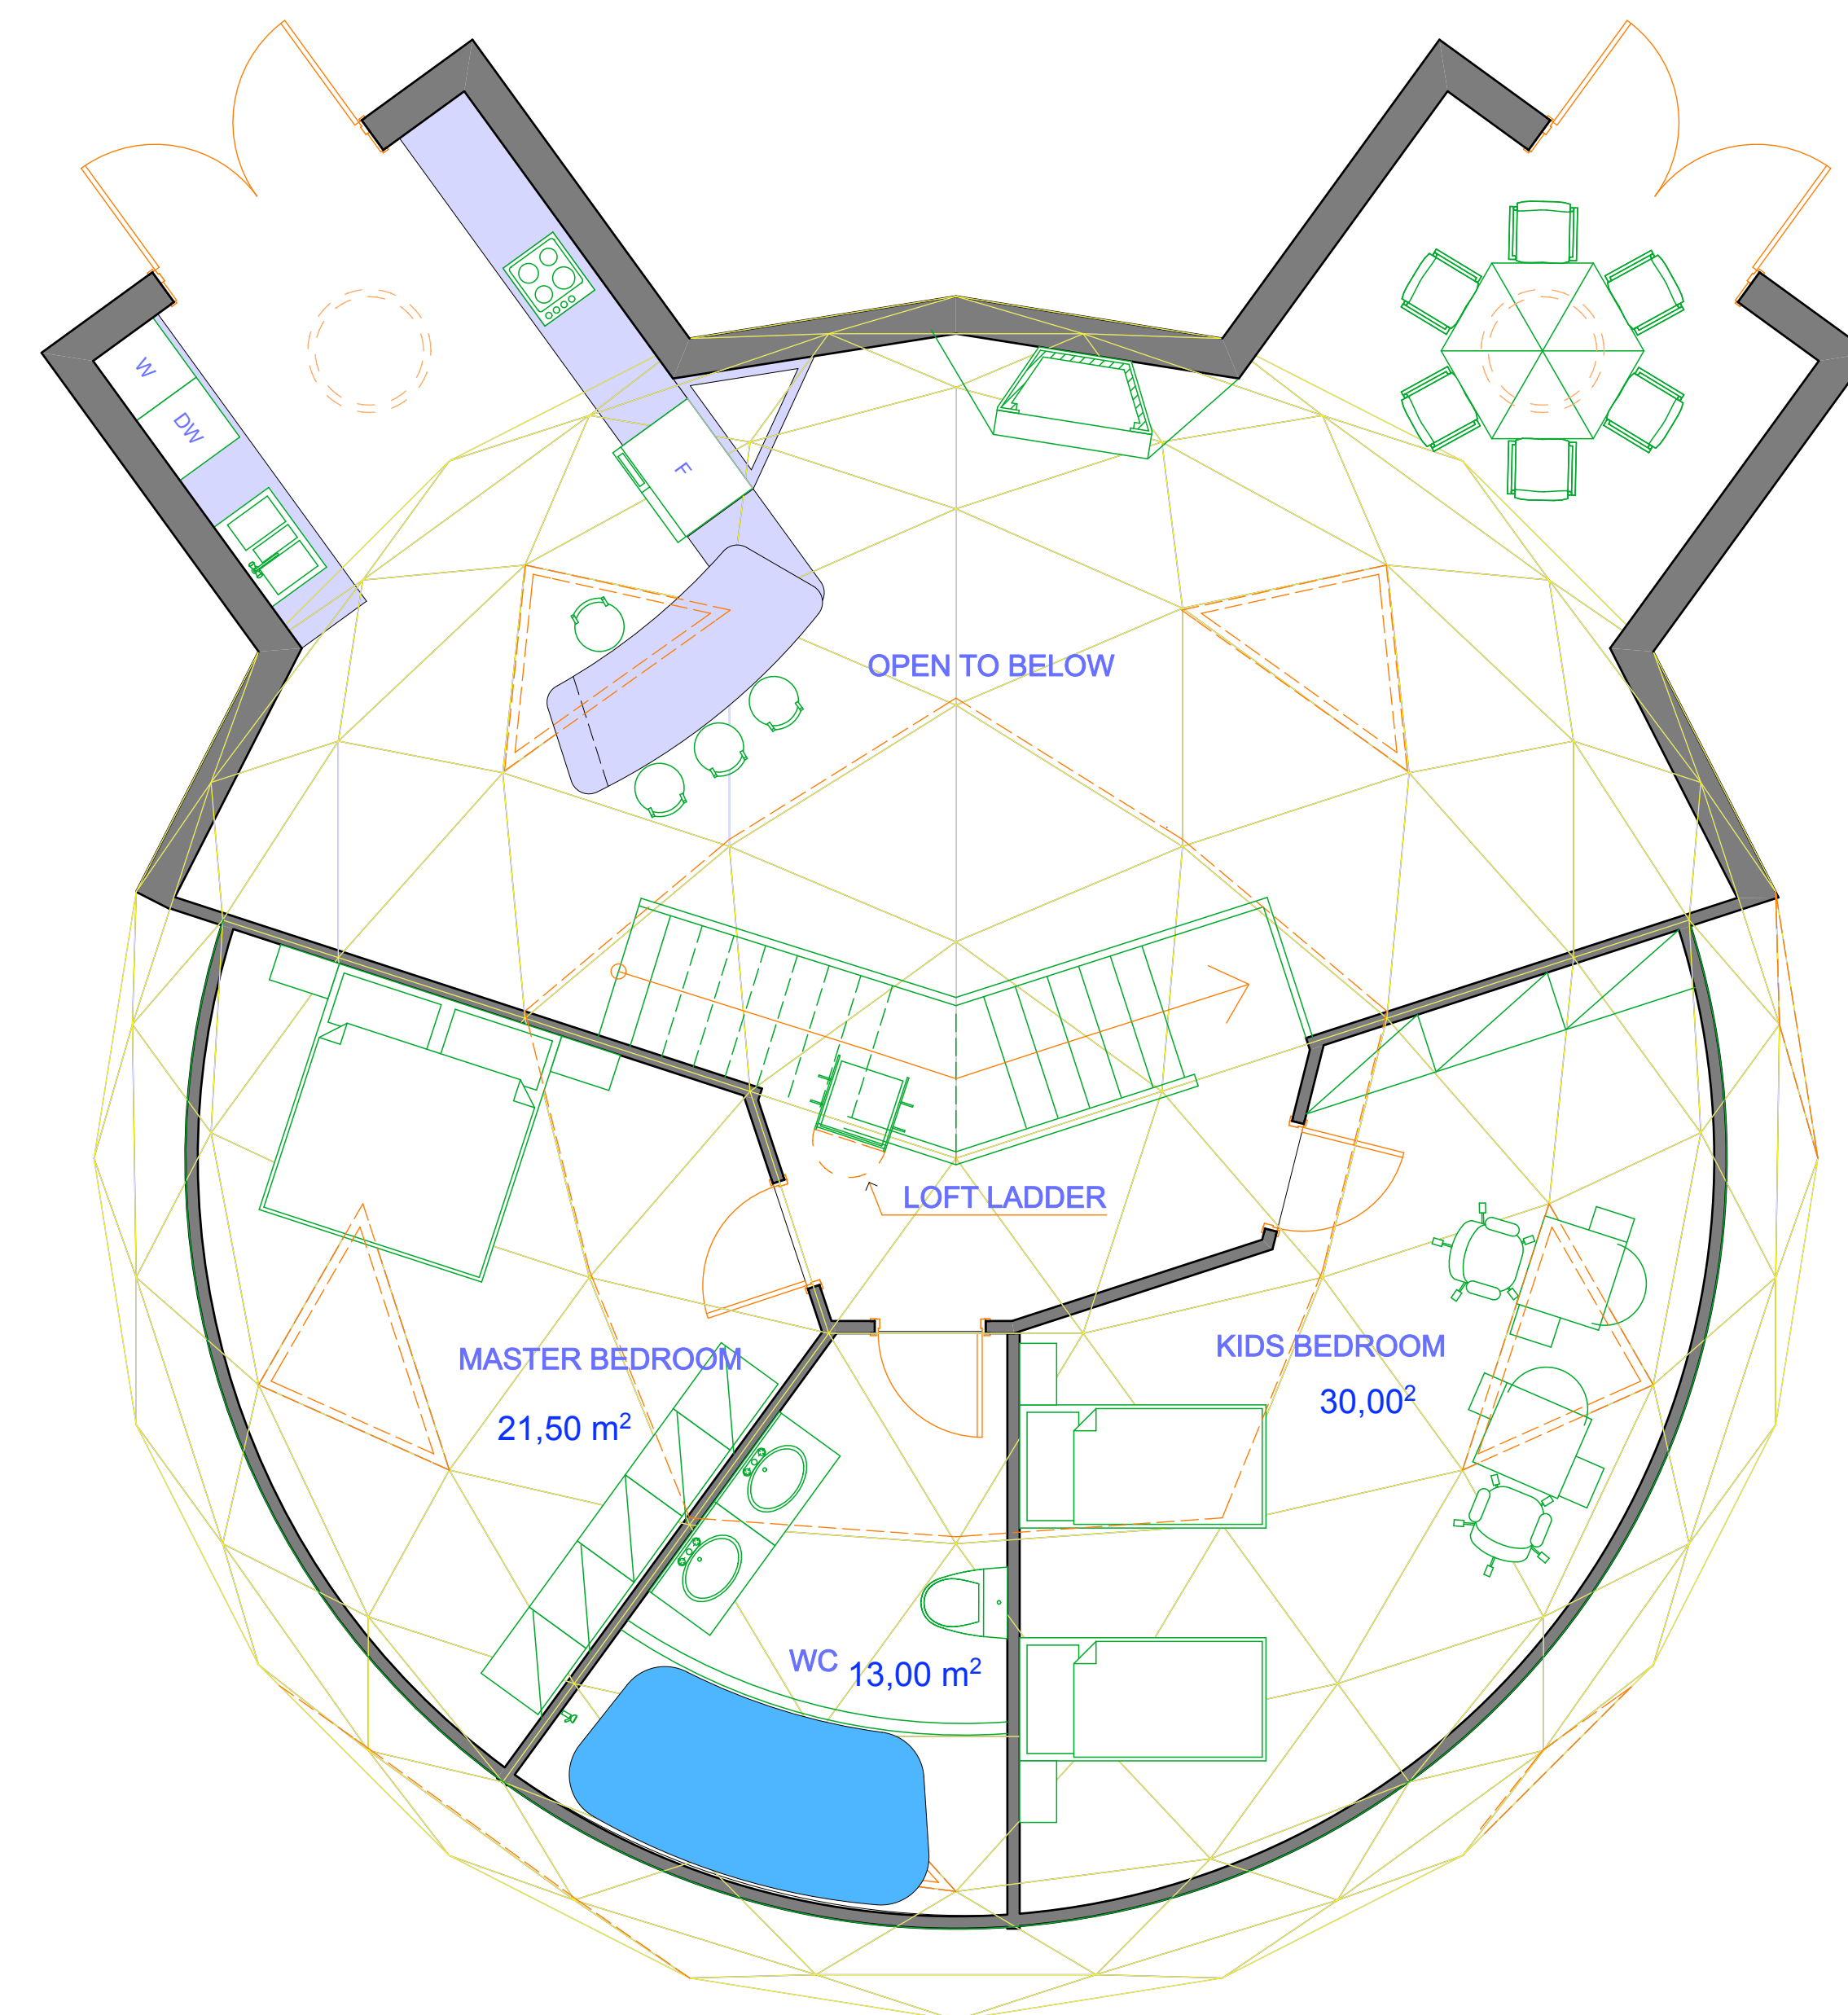 W
DW
F
OPEN TO BELOW
LOFT LADDER
MASTER BEDROOM
21,50 m²
KIDS BEDROOM
30,00²
WC 13,00 m²